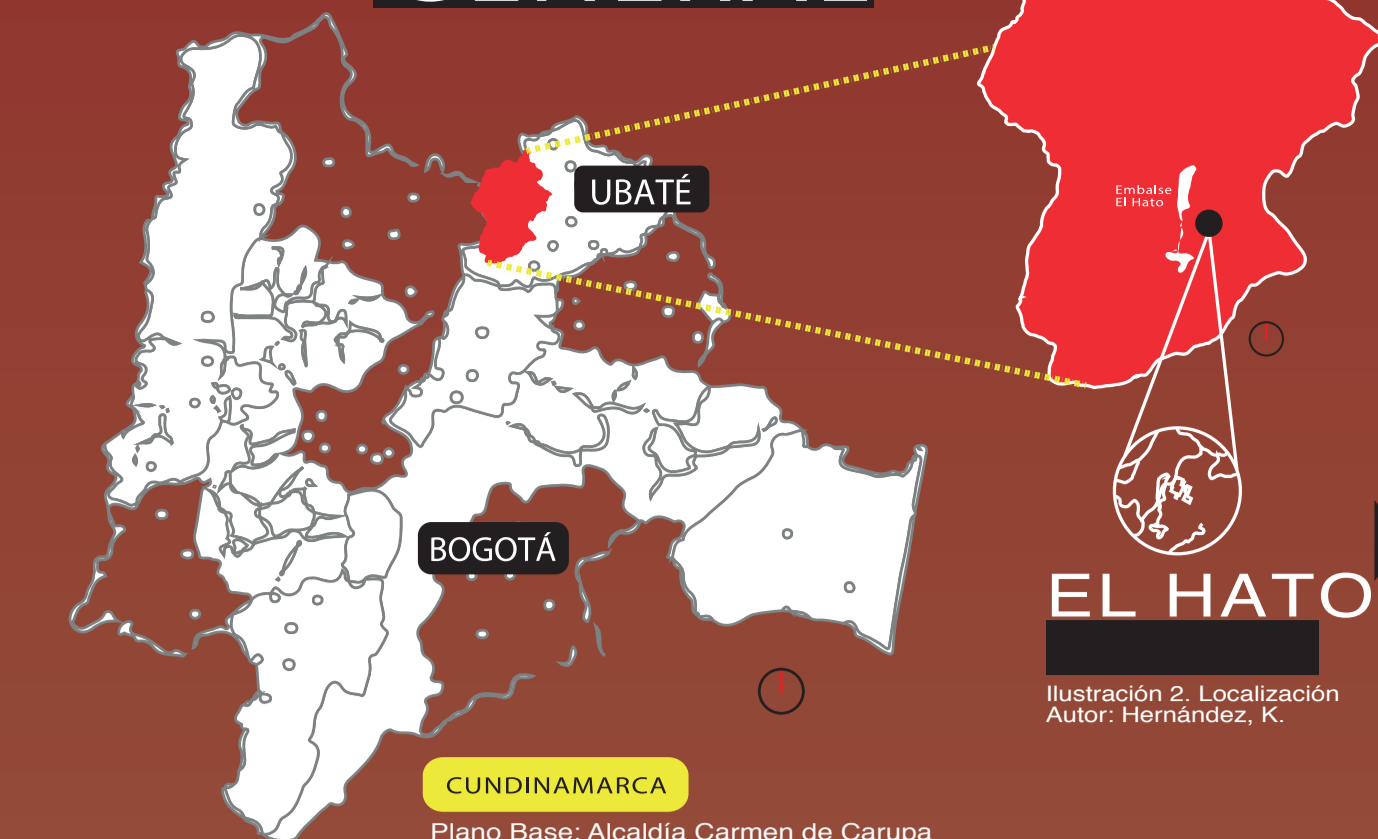 UBATÉ
Embalse
El Hato
BOGOTÁ
EL HATO
Ilustración 2. Localización
Autor: Hernández, K.
CUNDINAMARCA
Plano Base: Alcaldía Carmen de Carupa